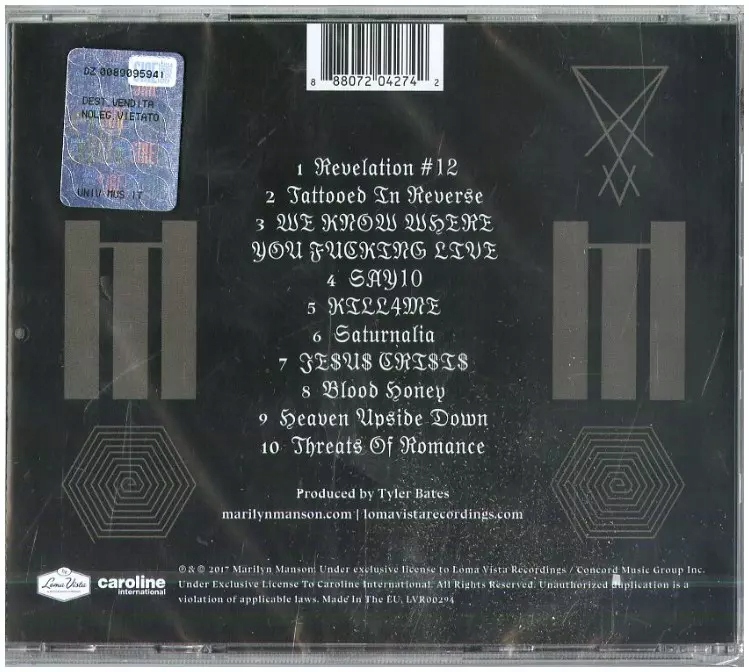 DZ 0089095941
DEST. VENDITA
NOLEG. VIETATO
UNIV MUS IT
8 88072 04274 2
1 Revelation #12
2 Tattooed In Reverse
3 WE KNOW WHERE
YOU FUCKING LIVE
4 SAY10
5 KILL4ME
6 Saturnalia
7 JE$U$ CRI$I$
8 Blood Honey
9 Heaven Upside Down
10 Threats Of Romance
Produced by Tyler Bates
marilynmanson.com | lomavistarecordings.com
Loma Vista
caroline
international
℗ & © 2017 Marilyn Manson. Under exclusive license to Loma Vista Recordings / Concord Music Group Inc.
Under Exclusive License To Caroline International. All Rights Reserved. Unauthorized duplication is a
violation of applicable laws. Made In The EU. LVR00294